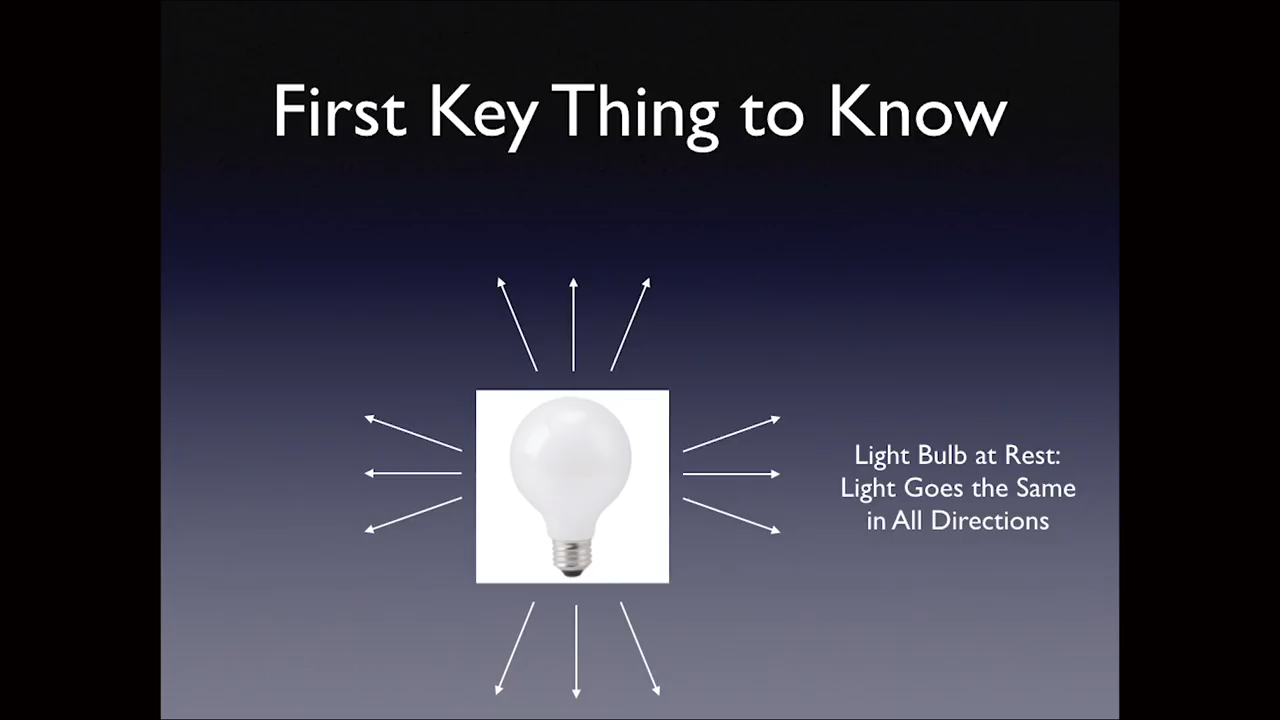 First Key Thing to Know
Light Bulb at Rest:
Light Goes the Same
in All Directions